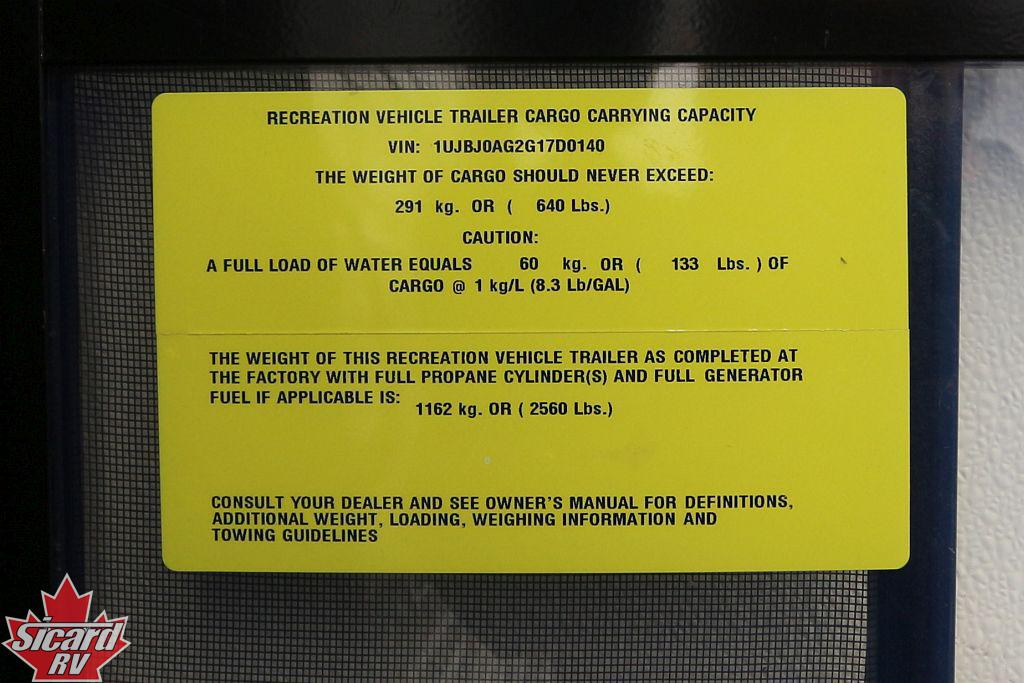 RECREATION VEHICLE TRAILER CARGO CARRYING CAPACITY
VIN: 1UJBJ0AG2G17D0140
THE WEIGHT OF CARGO SHOULD NEVER EXCEED:
291 kg. OR ( 640 Lbs.)
CAUTION:
A FULL LOAD OF WATER EQUALS 60 kg. OR ( 133 Lbs. ) OF
CARGO @ 1 kg/L (8.3 Lb/GAL)
THE WEIGHT OF THIS RECREATION VEHICLE TRAILER AS COMPLETED AT
THE FACTORY WITH FULL PROPANE CYLINDER(S) AND FULL GENERATOR
FUEL IF APPLICABLE IS:
1162 kg. OR ( 2560 Lbs.)
CONSULT YOUR DEALER AND SEE OWNER'S MANUAL FOR DEFINITIONS,
ADDITIONAL WEIGHT, LOADING, WEIGHING INFORMATION AND
TOWING GUIDELINES
Sicard
RV